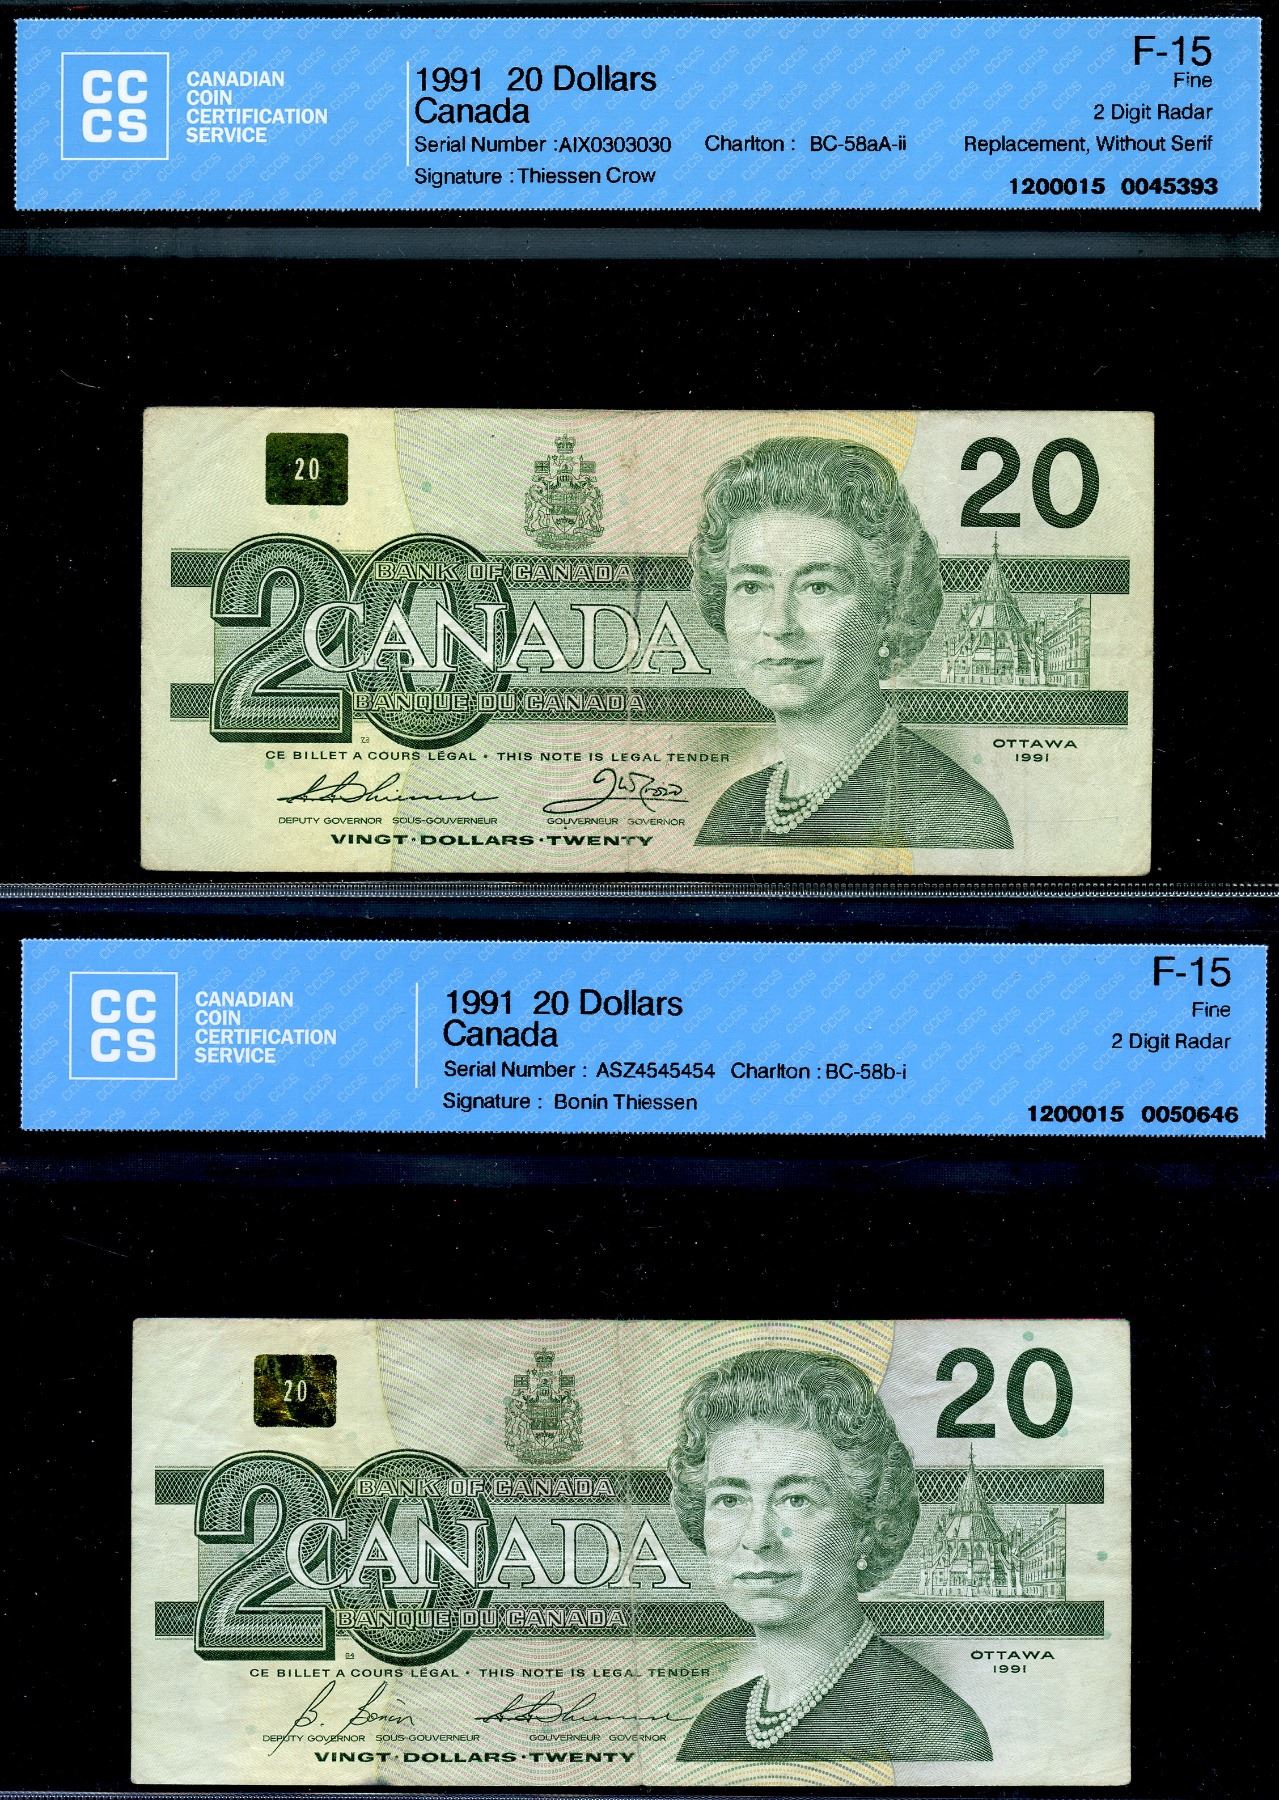 CC
CS
CANADIAN
COIN
CERTIFICATION
SERVICE
1991 20 Dollars
Canada
Serial Number :AIX0303030 Charlton : BC-58aA-ii
Signature : Thiessen Crow
F-15
Fine
2 Digit Radar
Replacement, Without Serif
1200015 0045393
20
20
20
BANK OF CANADA
CANADA
BANQUE DU CANADA
CE BILLET A COURS LÉGAL • THIS NOTE IS LEGAL TENDER
OTTAWA
1991
DEPUTY GOVERNOR SOUS-GOUVERNEUR GOUVERNEUR GOVERNOR
VINGT·DOLLARS·TWENTY
CC
CS
CANADIAN
COIN
CERTIFICATION
SERVICE
1991 20 Dollars
Canada
Serial Number : ASZ4545454 Charlton : BC-58b-i
Signature : Bonin Thiessen
F-15
Fine
2 Digit Radar
1200015 0050646
20
20
20
BANK OF CANADA
CANADA
BANQUE DU CANADA
CE BILLET A COURS LÉGAL • THIS NOTE IS LEGAL TENDER
OTTAWA
1991
B. Bonin
DEPUTY GOVERNOR SOUS-GOUVERNEUR GOUVERNEUR GOVERNOR
VINGT·DOLLARS·TWENTY